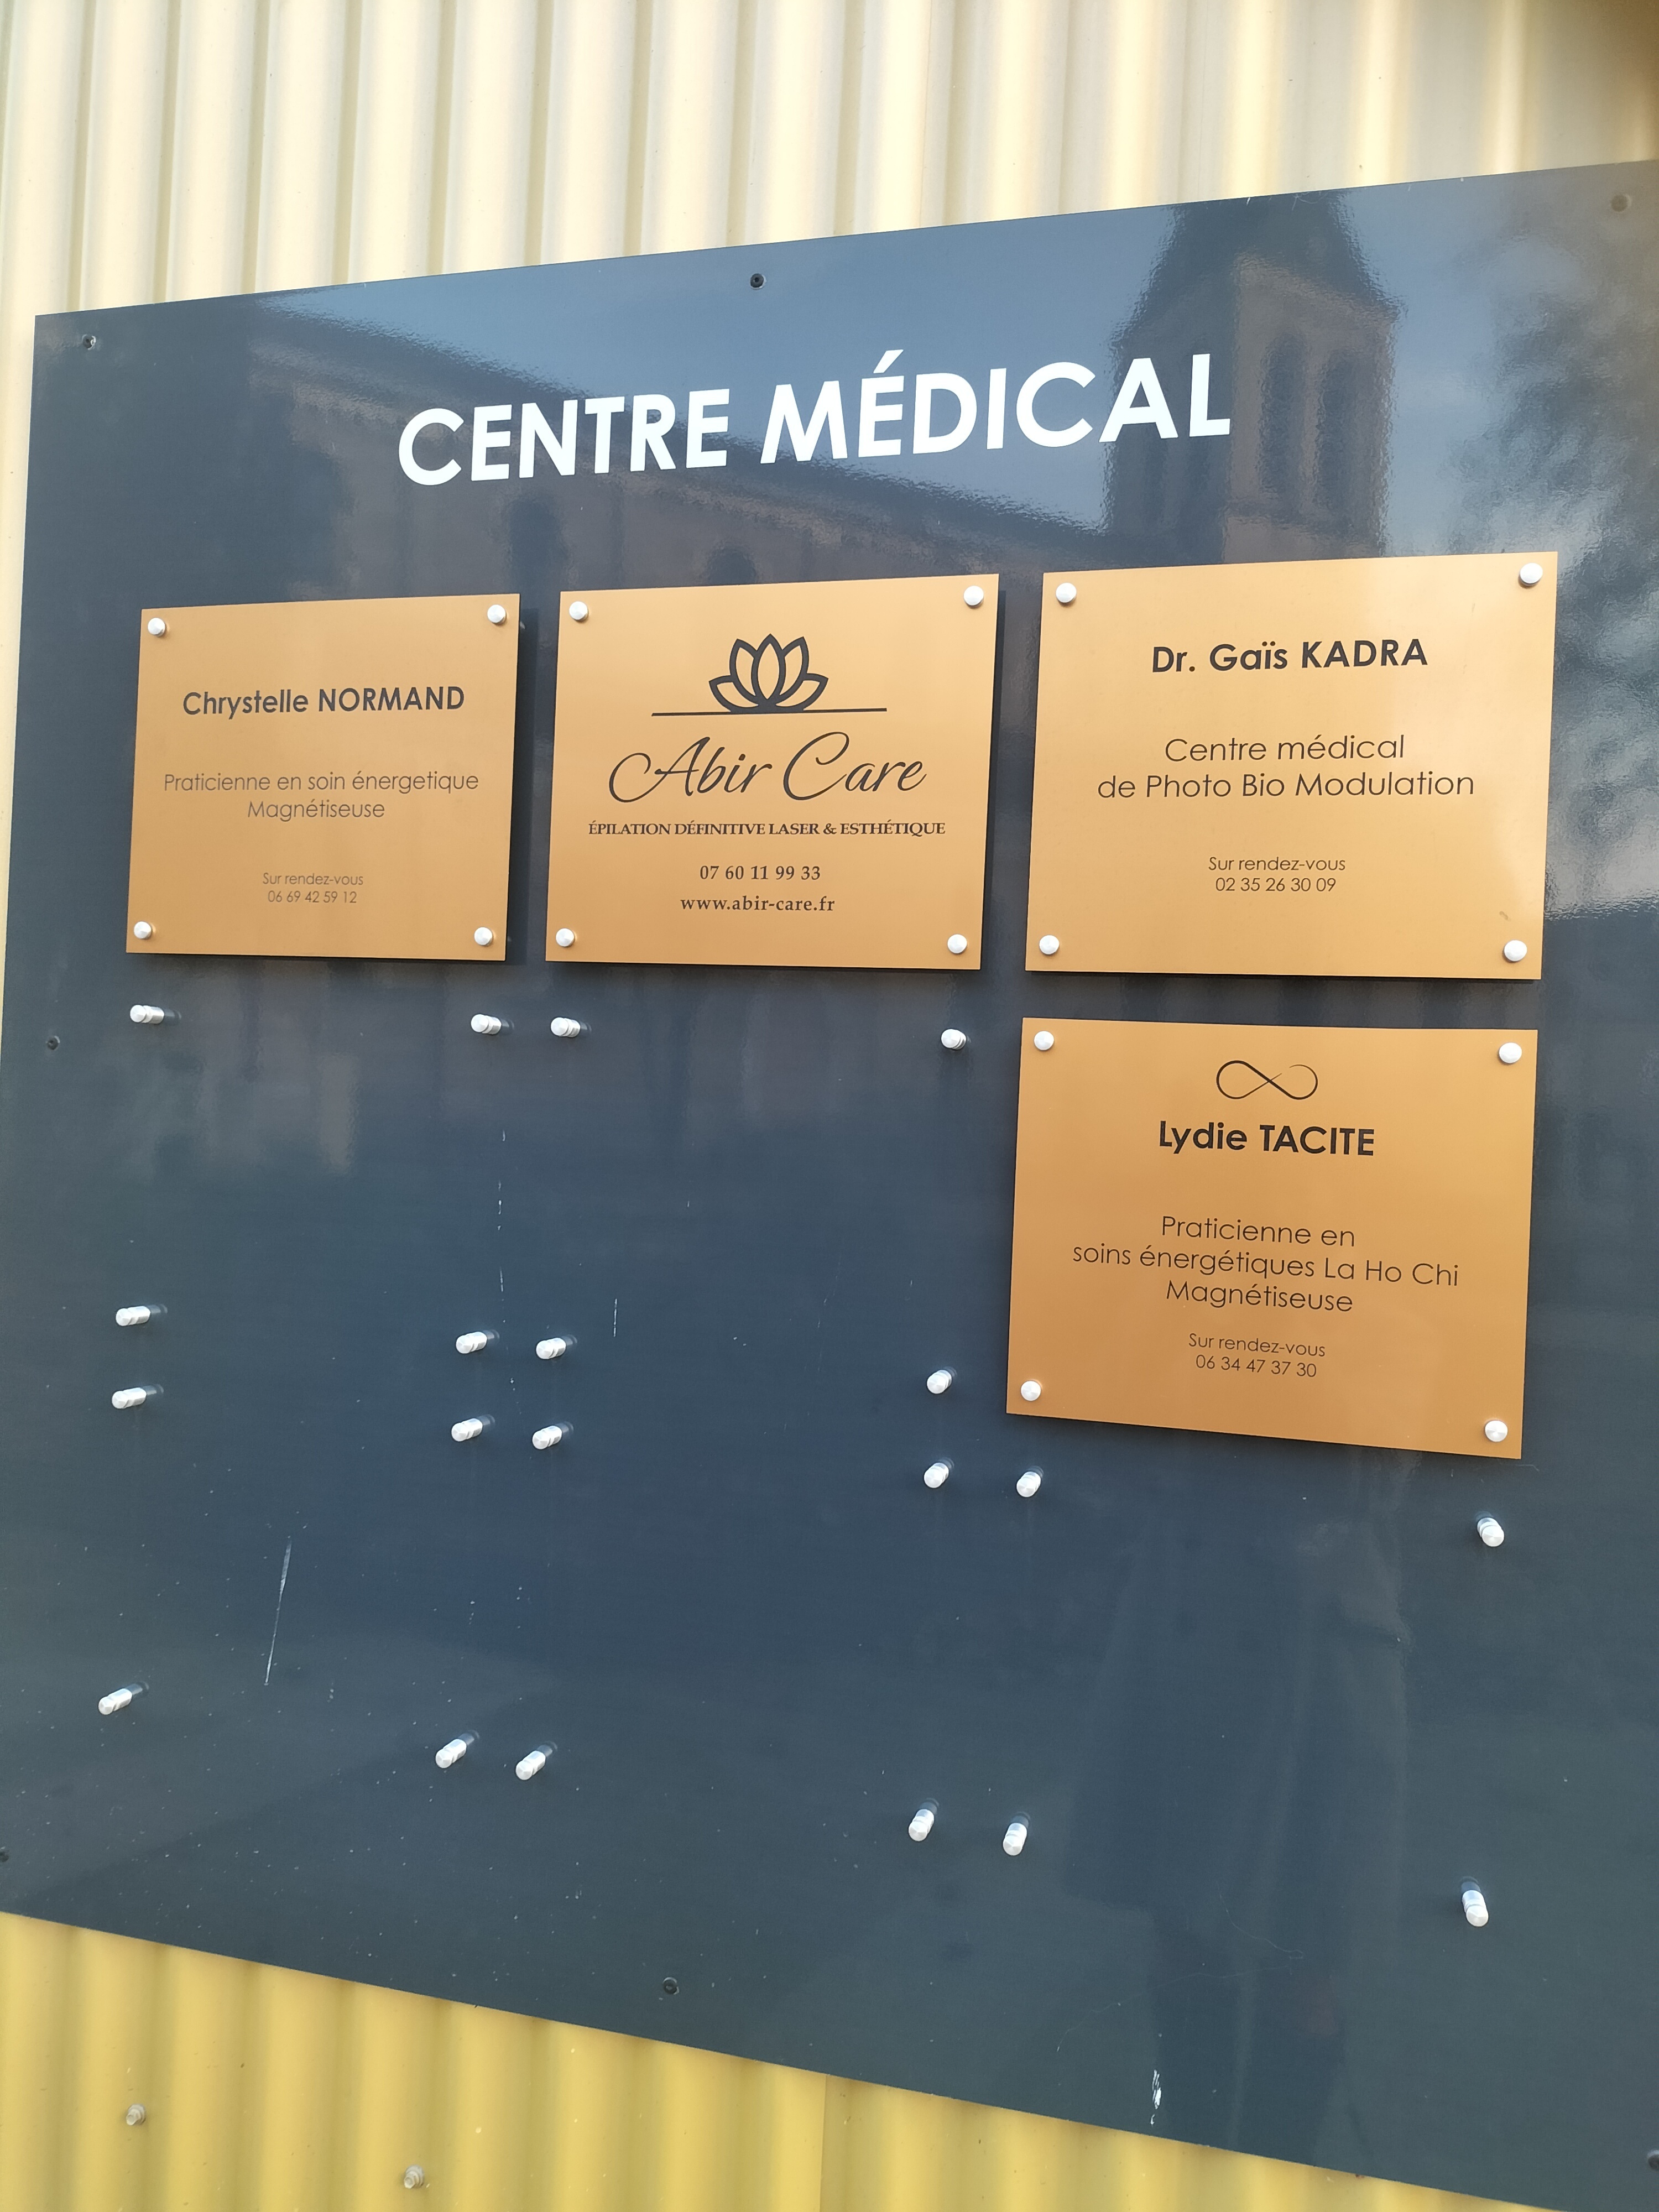 CENTRE MÉDICAL
Chrystelle NORMAND
Praticienne en soin énergetique
Magnétiseuse
Sur rendez-vous
06 69 42 59 12
Abir Care
ÉPILATION DÉFINITIVE LASER & ESTHÉTIQUE
07 60 11 99 33
www.abir-care.fr
Dr. Gaïs KADRA
Centre médical
de Photo Bio Modulation
Sur rendez-vous
02 35 26 30 09
Lydie TACITE
Praticienne en
soins énergétiques La Ho Chi
Magnétiseuse
Sur rendez-vous
06 34 47 37 30